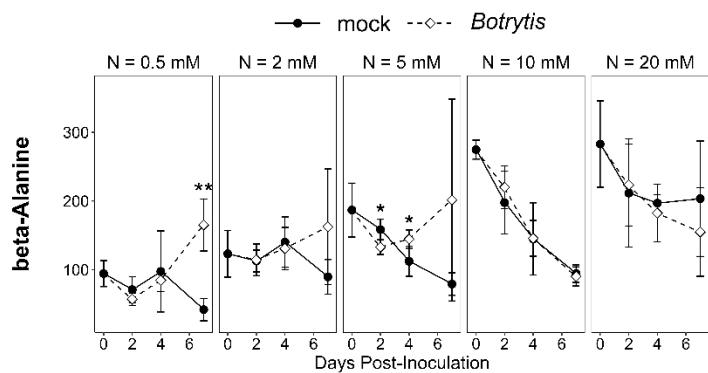 mock Botrytis
N = 0.5 mM N = 2 mM N = 5 mM N = 10 mM N = 20 mM
beta-Alanine
300
200
100
**
* *
0 2 4 6 0 2 4 6 0 2 4 6 0 2 4 6 0 2 4 6
Days Post-Inoculation